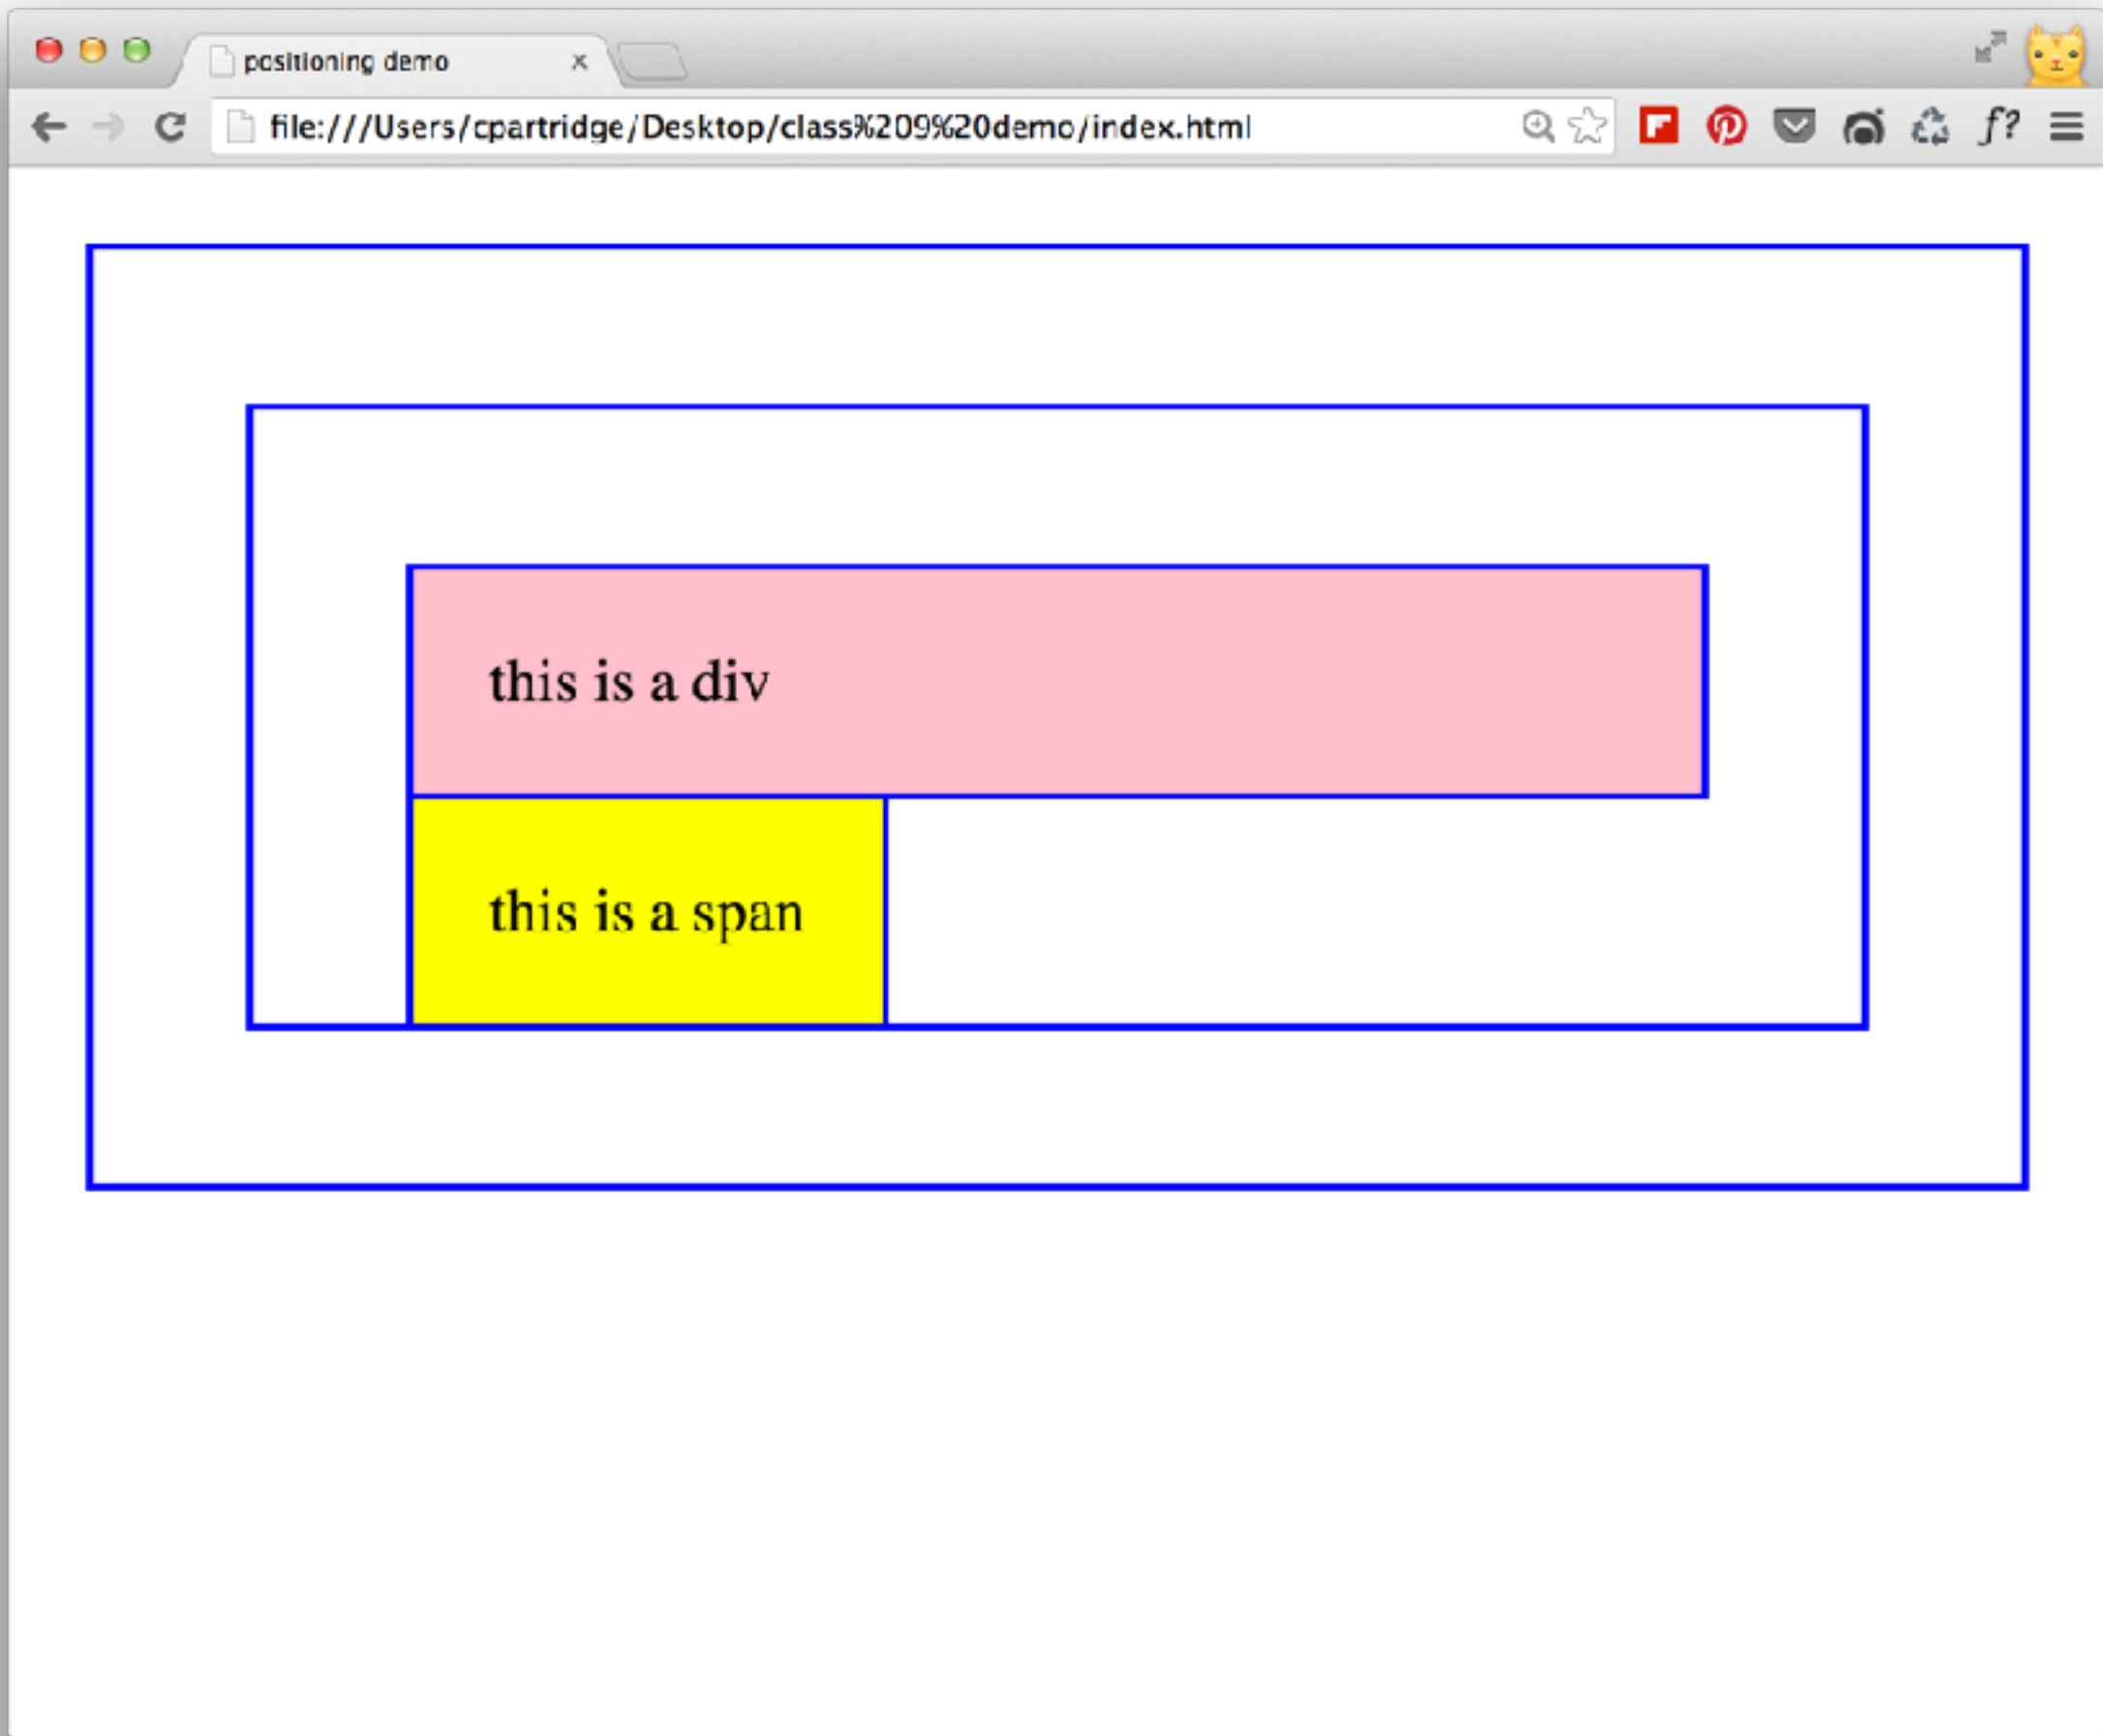 positioning demo
file:///Users/cpartridge/Desktop/class%209%20demo/index.html
f?
this is a div
this is a span